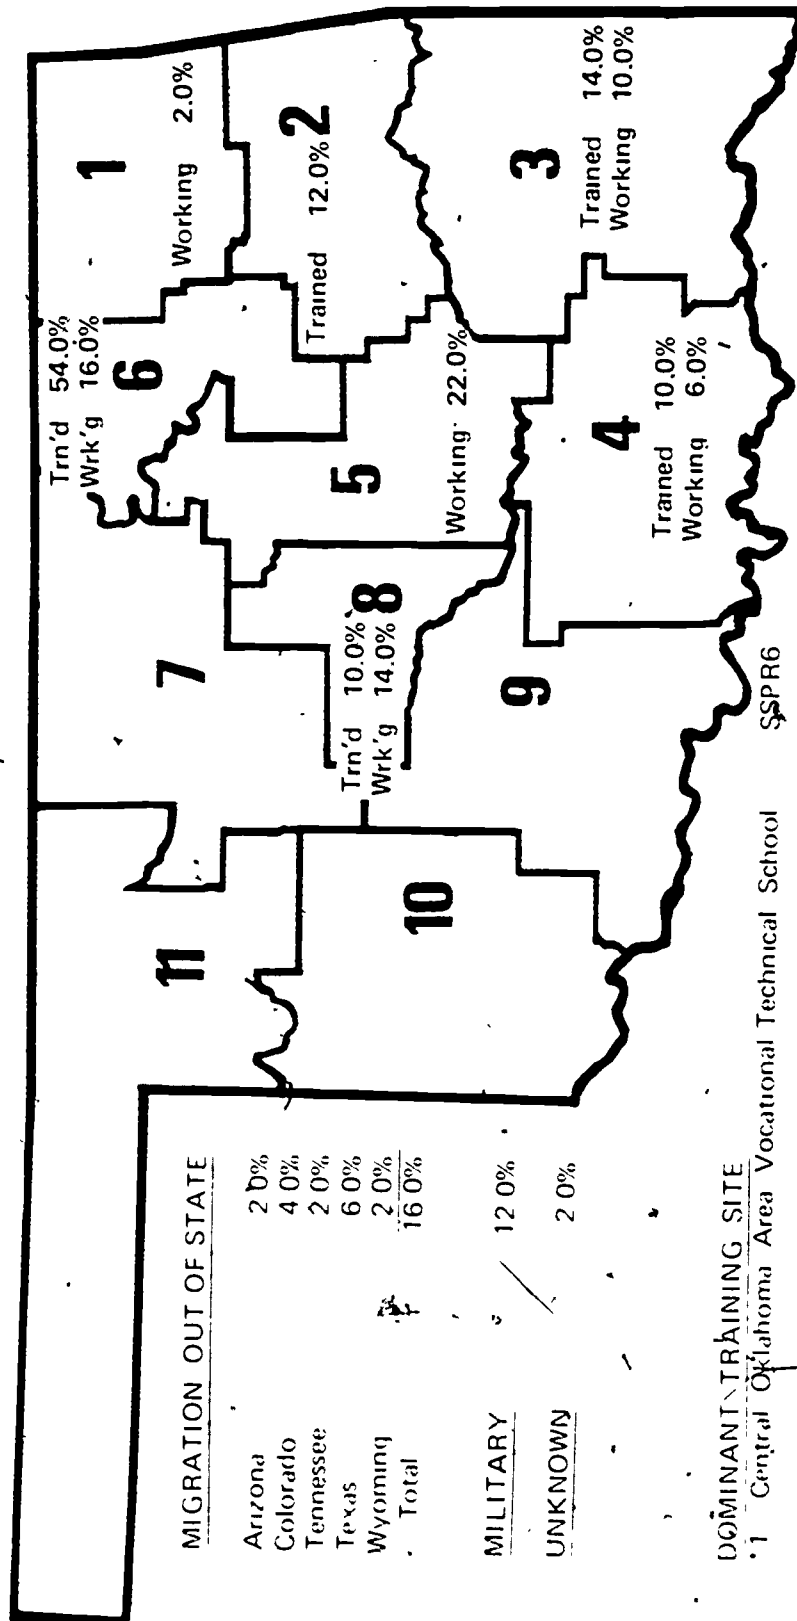 1
Working 2.0%
2
Trained 12.0%
3
Trained 14.0%
Working 10.0%
Trn'd 54.0%
Wrk'g 16.0%
6
5
Working 22.0%
4
Trained 10.0%
Working 6.0%
7
8
Trn'd 10.0%
Wrk'g 14.0%
9
11
10
MIGRATION OUT OF STATE
Arizona 2 0%
Colorado 4 0%
Tennessee 2 0%
Texas 6 0%
Wyoming 2 0%
Total 16 0%
MILITARY 12 0%
UNKNOWN 2 0%
DOMINANT TRAINING SITE
*1 Central Oklahoma Area Vocational Technical School
SSPR6